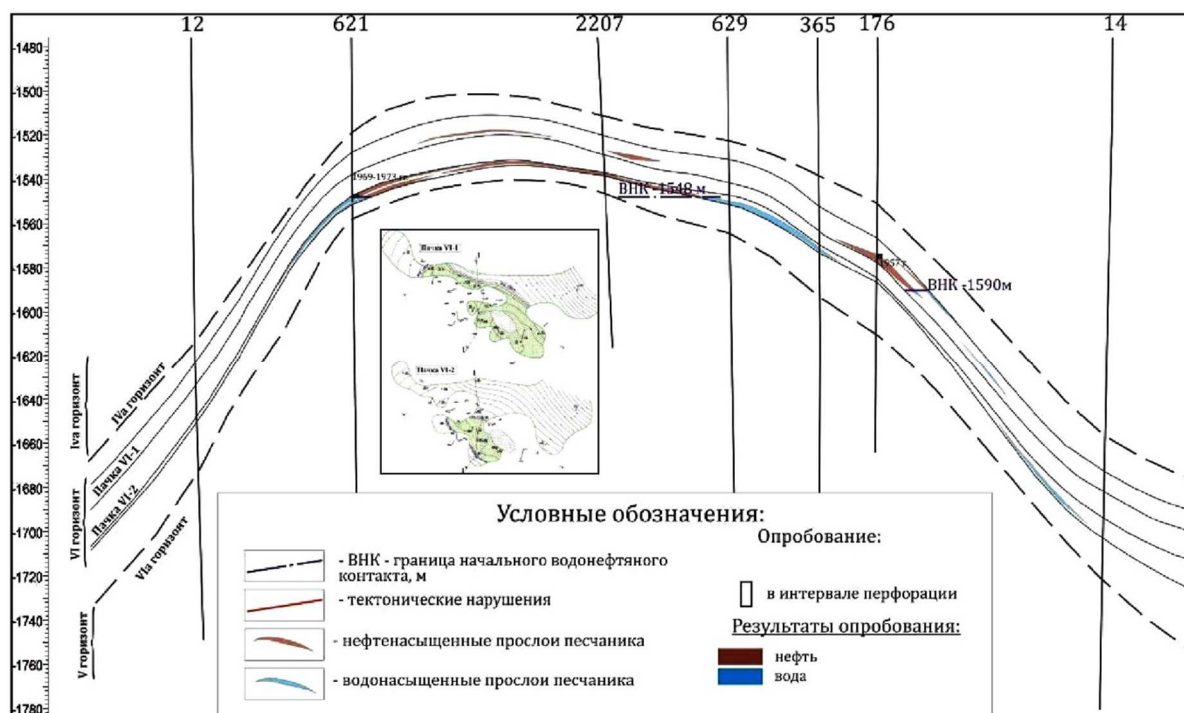 12 621 2207 629 365 176 14
-1480
-1500
-1520
-1540
-1560
-1580
-1600
-1620
-1640
-1660
-1680
-1700
-1720
-1740
-1760
-1780
1969-1973 гг
ВНК -1548 м
1957 г
ВНК -1590м
Пачка VI-1
Пачка VI-2
IVa горизонт
VI горизонт
V горизонт
IVa горизонт
Пачка VI-1
Пачка VI-2
VIa горизонт
Условные обозначения:
- ВНК - граница начального водонефтяного
контакта, м
- тектонические нарушения
- нефтенасыщенные прослои песчаника
- водонасыщенные прослои песчаника
Опробование:
в интервале перфорации
Результаты опробования:
нефть
вода